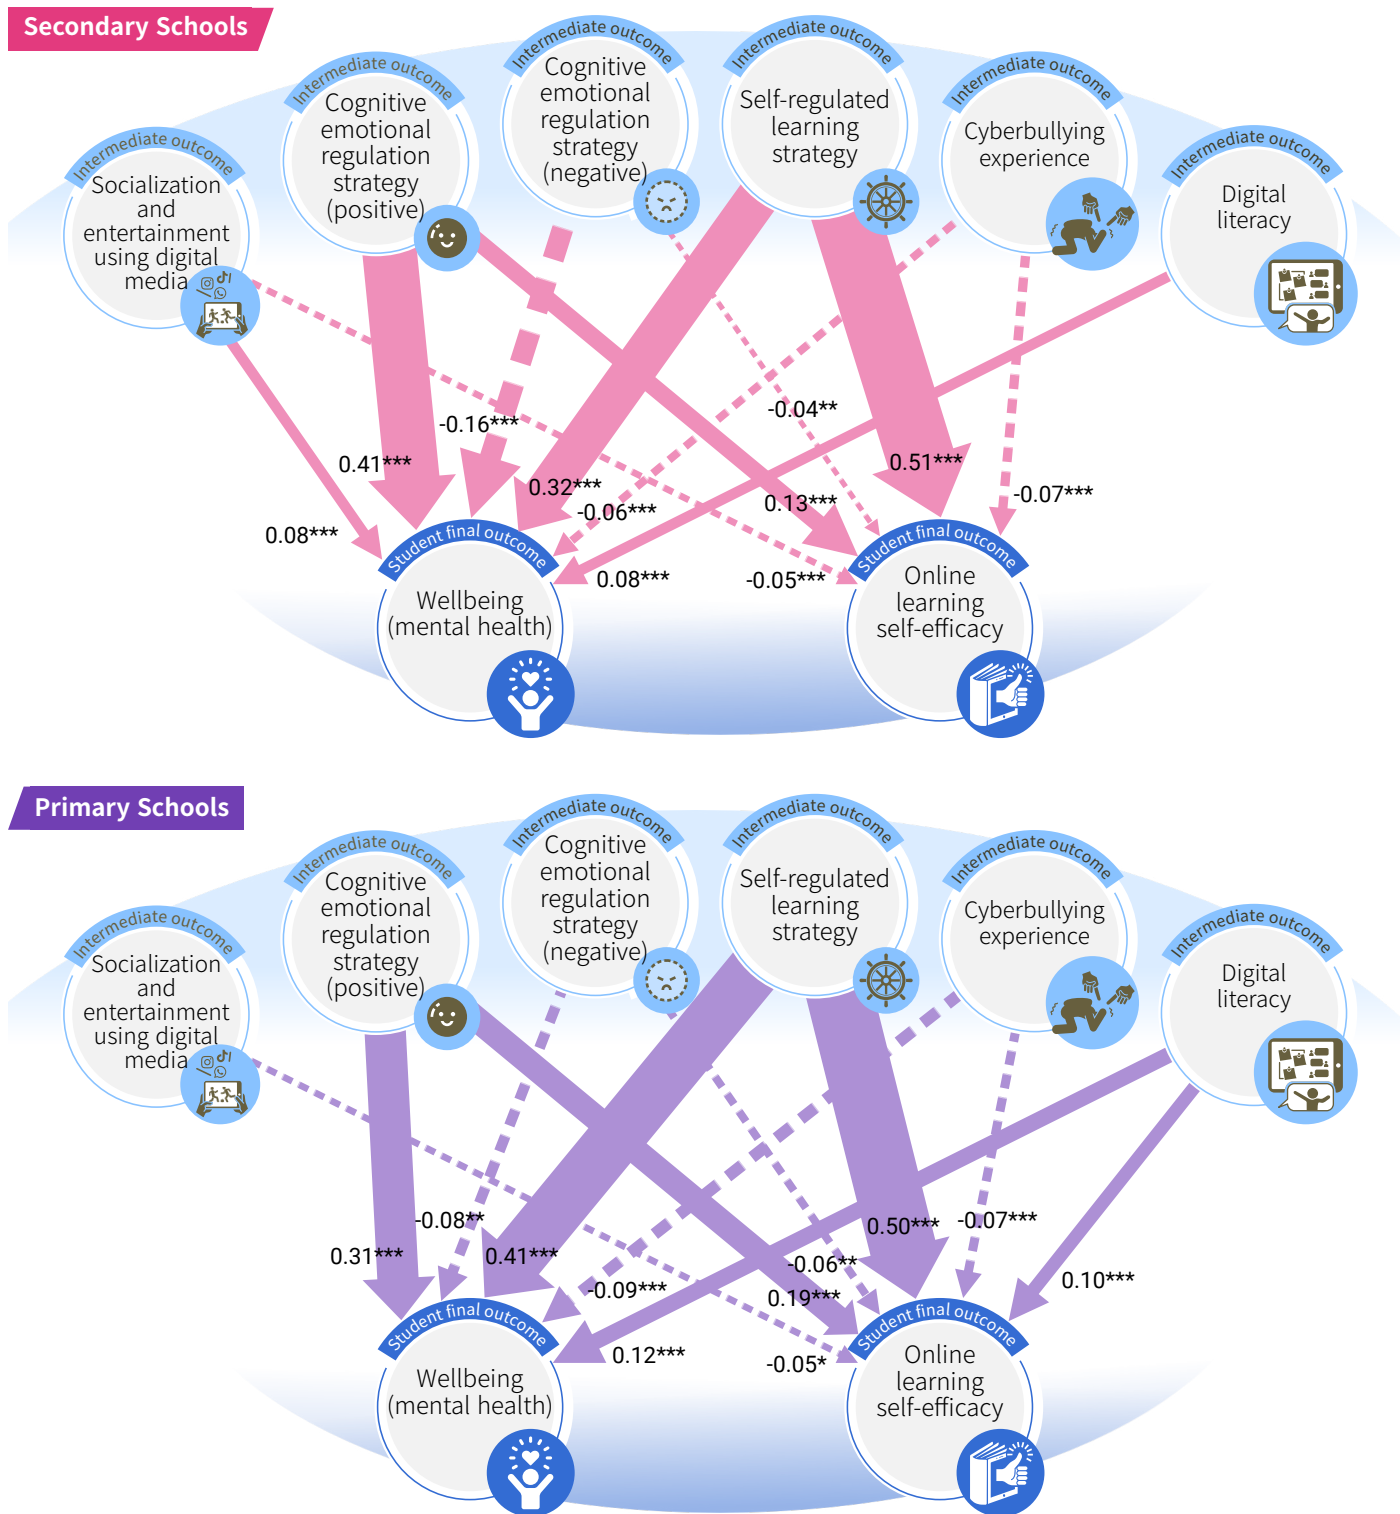 Secondary Schools
Intermediate outcome
Socialization
and
entertainment
using digital
media
Intermediate outcome
Cognitive
emotional
regulation
strategy
(positive)
Intermediate outcome
Cognitive
emotional
regulation
strategy
(negative)
Intermediate outcome
Self-regulated
learning
strategy
Intermediate outcome
Cyberbullying
experience
Intermediate outcome
Digital
literacy
-0.04**
-0.16***
0.41***
0.51***
0.32***
-0.07***
0.13***
-0.06***
0.08***
0.08***
-0.05***
Student final outcome
Wellbeing
(mental health)
Student final outcome
Online
learning
self-efficacy
Primary Schools
Intermediate outcome
Socialization
and
entertainment
using digital
media
Intermediate outcome
Cognitive
emotional
regulation
strategy
(positive)
Intermediate outcome
Cognitive
emotional
regulation
strategy
(negative)
Intermediate outcome
Self-regulated
learning
strategy
Intermediate outcome
Cyberbullying
experience
Intermediate outcome
Digital
literacy
-0.08**
0.50***
-0.07***
0.31***
0.41***
-0.06**
0.10***
-0.09***
0.19***
0.12***
-0.05*
Student final outcome
Wellbeing
(mental health)
Student final outcome
Online
learning
self-efficacy